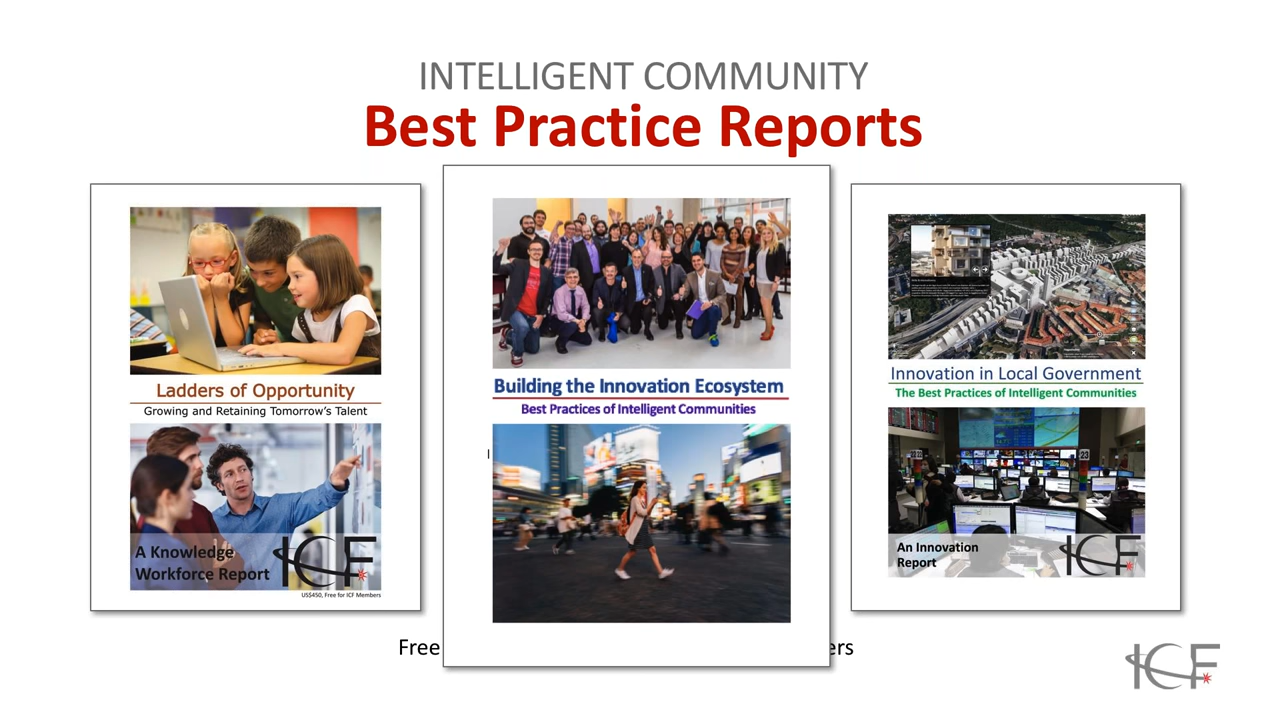 INTELLIGENT COMMUNITY
Best Practice Reports
Ladders of Opportunity
Growing and Retaining Tomorrow's Talent
A Knowledge
Workforce Report
ICF
US$450, Free for ICF Members
Building the Innovation Ecosystem
Best Practices of Intelligent Communities
Innovation in Local Government
The Best Practices of Intelligent Communities
An Innovation
Report
ICF
Free
ers
ICF